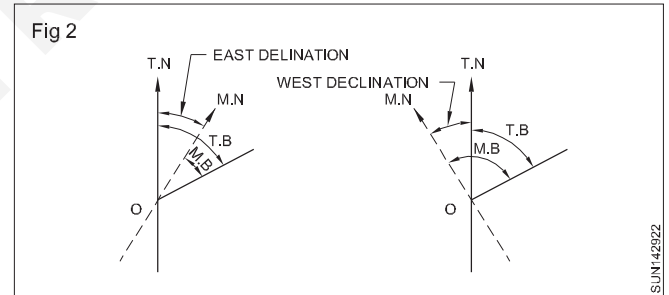 Fig 2
EAST DELINATION
T.N
M.N
T.B
M.B
O
WEST DECLINATION
T.N
M.N
T.B
M.B
O
SUN142922